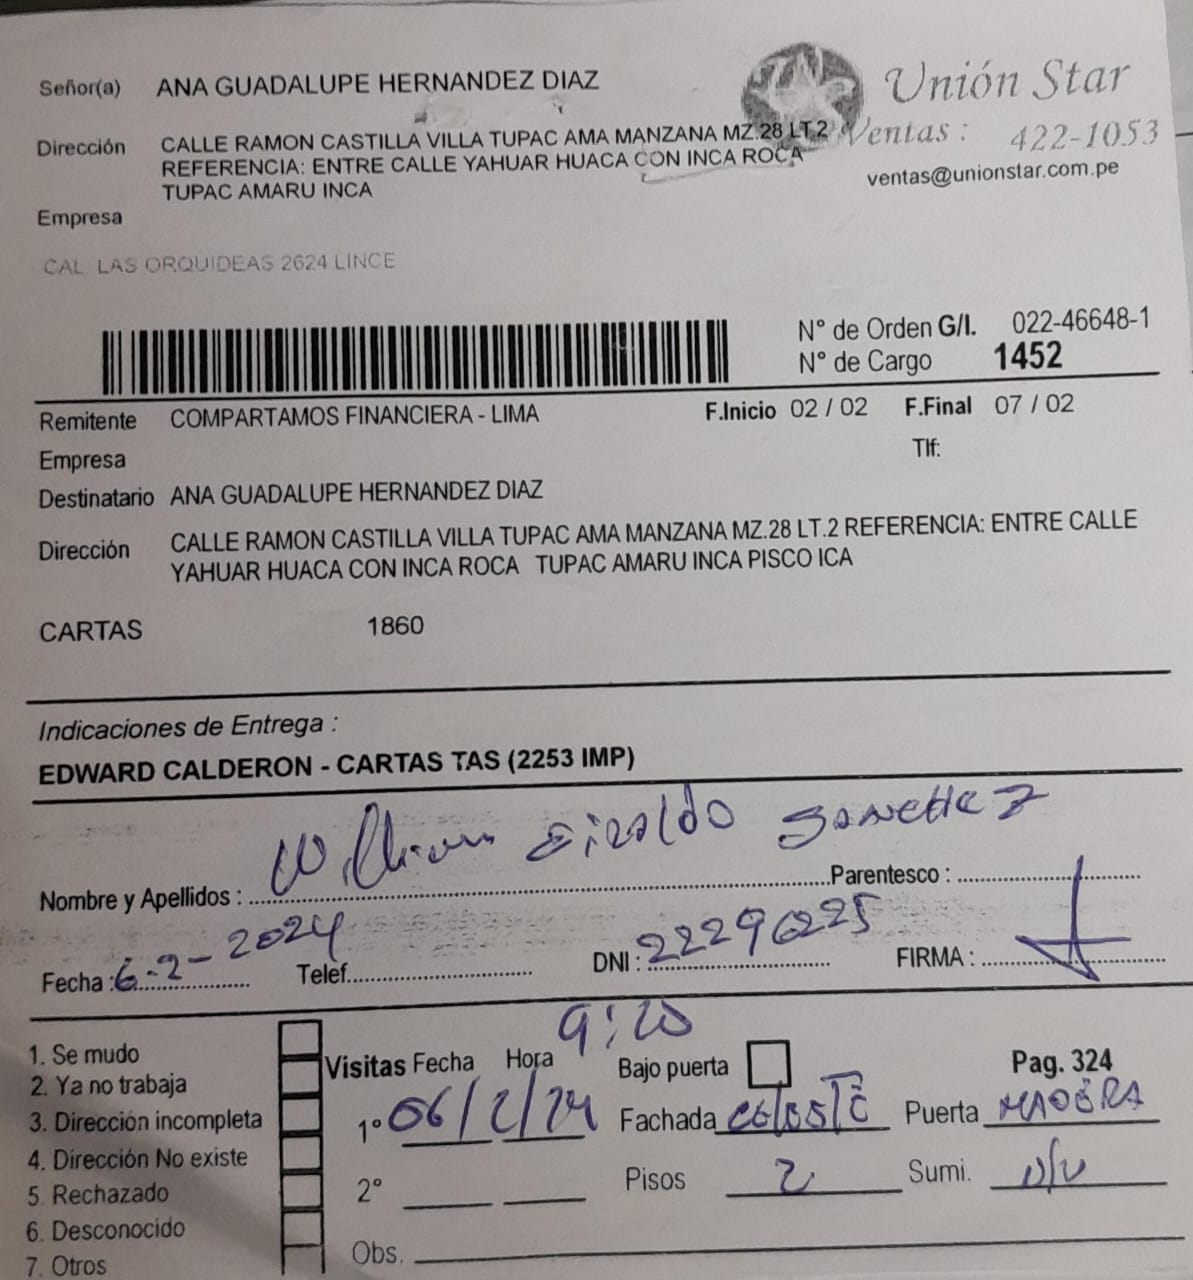 Señor(a) ANA GUADALUPE HERNANDEZ DIAZ
Unión Star
Dirección CALLE RAMON CASTILLA VILLA TUPAC AMA MANZANA MZ.28 LT.2
REFERENCIA: ENTRE CALLE YAHUAR HUACA CON INCA ROCA
TUPAC AMARU INCA
Ventas : 422-1053
ventas@unionstar.com.pe
Empresa
CAL LAS ORQUIDEAS 2624 LINCE
N° de Orden G/I. 022-46648-1
N° de Cargo 1452
Remitente COMPARTAMOS FINANCIERA - LIMA F.Inicio 02 / 02 F.Final 07 / 02
Empresa Tlf:
Destinatario ANA GUADALUPE HERNANDEZ DIAZ
Dirección CALLE RAMON CASTILLA VILLA TUPAC AMA MANZANA MZ.28 LT.2 REFERENCIA: ENTRE CALLE
YAHUAR HUACA CON INCA ROCA TUPAC AMARU INCA PISCO ICA
CARTAS 1860
Indicaciones de Entrega :
EDWARD CALDERON - CARTAS TAS (2253 IMP)
Nombre y Apellidos : William Giraldo Sanchez Parentesco :
Fecha : 6-2-2024 Telef. DNI : 22290225 FIRMA :
9:20
1. Se mudo
2. Ya no trabaja
3. Dirección incompleta
4. Dirección No existe
5. Rechazado
6. Desconocido
7. Otros
Visitas Fecha Hora Bajo puerta Pag. 324
1° 06/2/24 Fachada Celeste Puerta MADERA
2° Pisos 2 Sumi.
Obs.